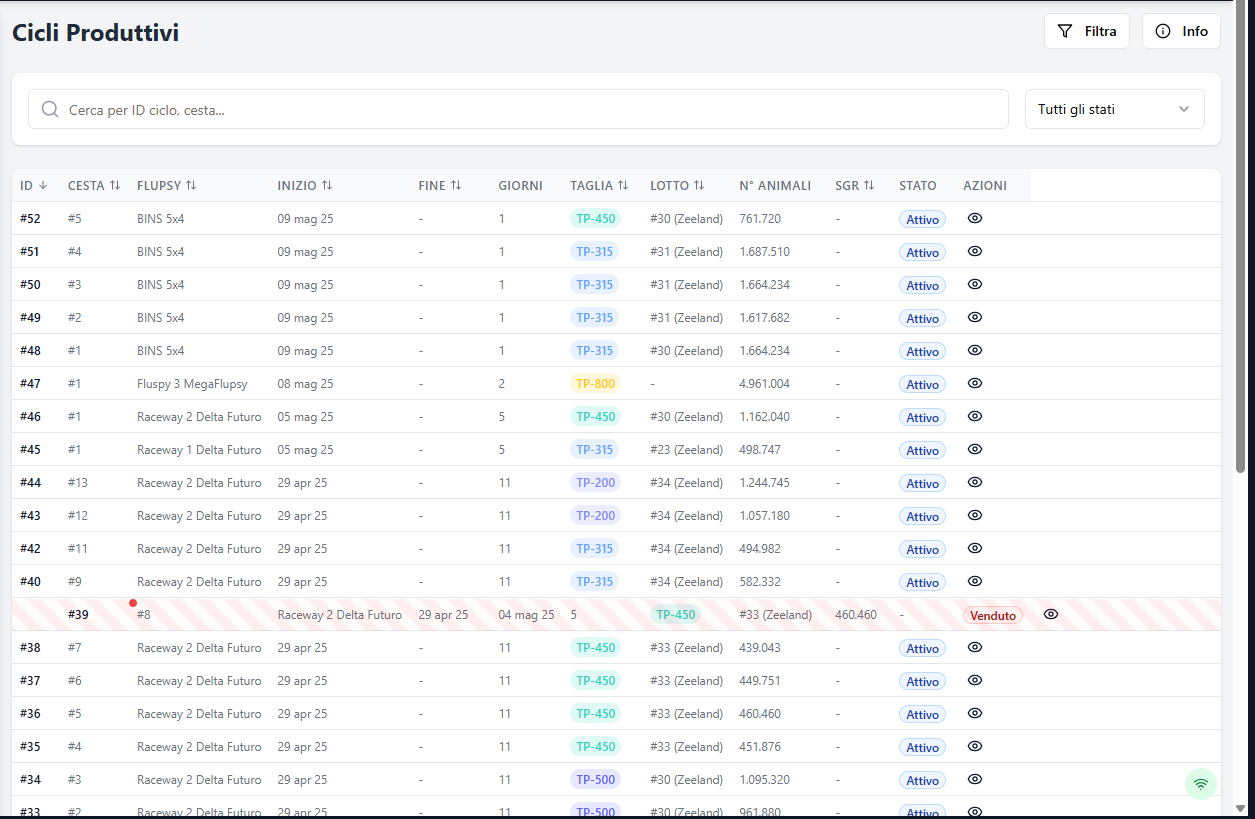 Cicli Produttivi
Filtra
Info
Cerca per ID ciclo, cesta...
Tutti gli stati
ID CESTA FLUPSY INIZIO FINE GIORNI TAGLIA LOTTO N° ANIMALI SGR STATO AZIONI
#52 #5 BINS 5x4 09 mag 25 - 1 TP-450 #30 (Zeeland) 761.720 - Attivo
#51 #4 BINS 5x4 09 mag 25 - 1 TP-315 #31 (Zeeland) 1.687.510 - Attivo
#50 #3 BINS 5x4 09 mag 25 - 1 TP-315 #31 (Zeeland) 1.664.234 - Attivo
#49 #2 BINS 5x4 09 mag 25 - 1 TP-315 #31 (Zeeland) 1.617.682 - Attivo
#48 #1 BINS 5x4 09 mag 25 - 1 TP-315 #30 (Zeeland) 1.664.234 - Attivo
#47 #1 Fluspy 3 MegaFlupsy 08 mag 25 - 2 TP-800 - 4.961.004 - Attivo
#46 #1 Raceway 2 Delta Futuro 05 mag 25 - 5 TP-450 #30 (Zeeland) 1.162.040 - Attivo
#45 #1 Raceway 1 Delta Futuro 05 mag 25 - 5 TP-315 #23 (Zeeland) 498.747 - Attivo
#44 #13 Raceway 2 Delta Futuro 29 apr 25 - 11 TP-200 #34 (Zeeland) 1.244.745 - Attivo
#43 #12 Raceway 2 Delta Futuro 29 apr 25 - 11 TP-200 #34 (Zeeland) 1.057.180 - Attivo
#42 #11 Raceway 2 Delta Futuro 29 apr 25 - 11 TP-315 #34 (Zeeland) 494.982 - Attivo
#40 #9 Raceway 2 Delta Futuro 29 apr 25 - 11 TP-315 #34 (Zeeland) 582.332 - Attivo
#39 #8 Raceway 2 Delta Futuro 29 apr 25 04 mag 25 5 TP-450 #33 (Zeeland) 460.460 - Venduto
#38 #7 Raceway 2 Delta Futuro 29 apr 25 - 11 TP-450 #33 (Zeeland) 439.043 - Attivo
#37 #6 Raceway 2 Delta Futuro 29 apr 25 - 11 TP-450 #33 (Zeeland) 449.751 - Attivo
#36 #5 Raceway 2 Delta Futuro 29 apr 25 - 11 TP-450 #33 (Zeeland) 460.460 - Attivo
#35 #4 Raceway 2 Delta Futuro 29 apr 25 - 11 TP-450 #33 (Zeeland) 451.876 - Attivo
#34 #3 Raceway 2 Delta Futuro 29 apr 25 - 11 TP-500 #30 (Zeeland) 1.095.320 - Attivo
#33 #2 Raceway 2 Delta Futuro 29 apr 25 - 11 TP-500 #30 (Zeeland) 961.880 - Attivo